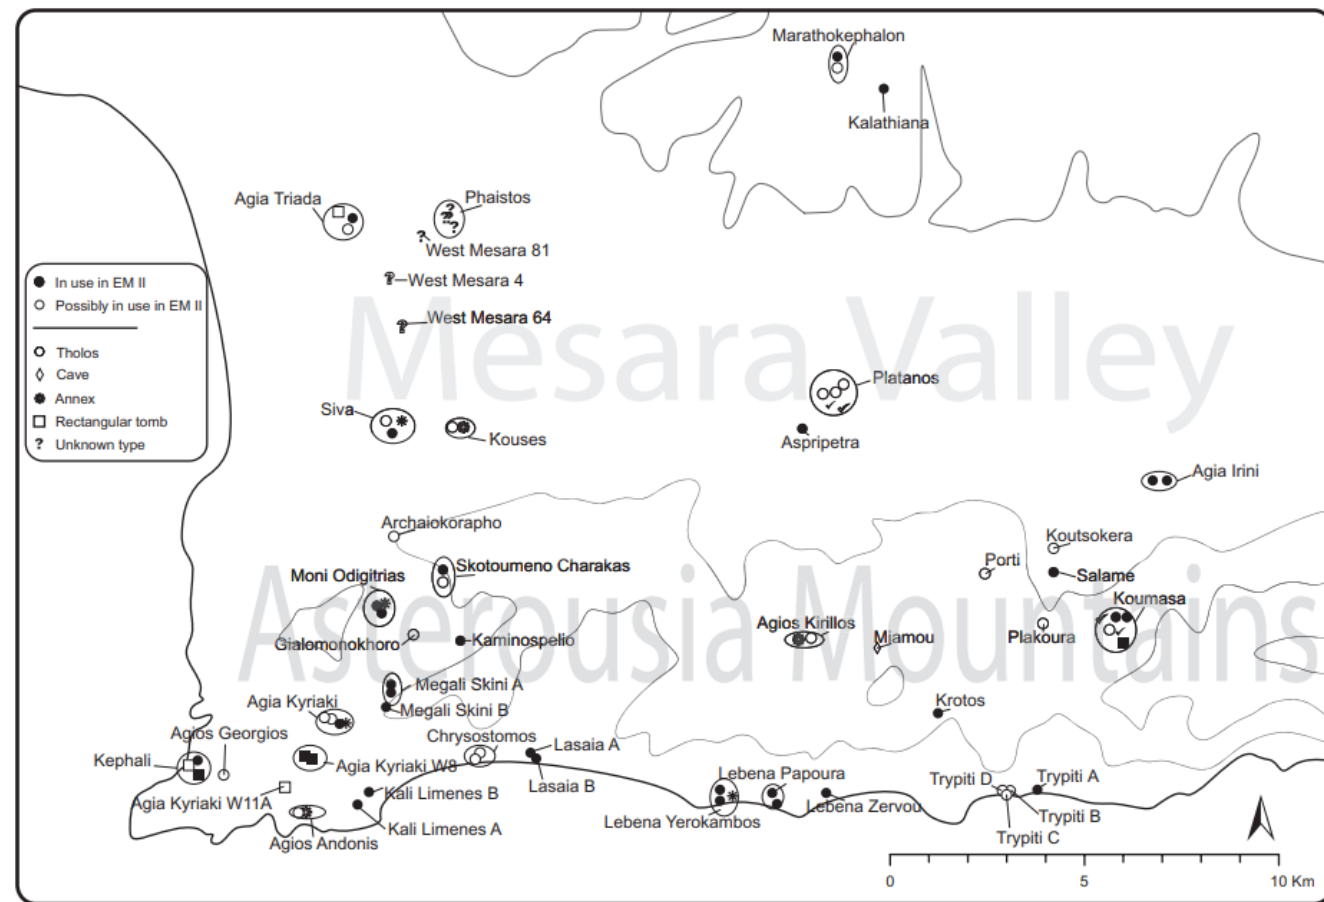 Marathokephalon
Kalathiana
Agia Triada
Phaistos
West Mesara 81
West Mesara 4
West Mesara 64
In use in EM II
Possibly in use in EM II
Tholos
Cave
Annex
Rectangular tomb
? Unknown type
Mesara Valley
Platanos
Siva
Kouses
Aspripetra
Agia Irini
Archaiokorapho
Koutsokera
Skotoumeno Charakas
Porti
Salame
Moni Odigitrias
Koumasa
Asterousia Mountains
Agios Kirillos
Miamou
Plakoura
Gialomonokhoro
Kaminospelio
Megali Skini A
Agia Kyriaki
Megali Skini B
Krotos
Agios Georgios
Chrysostomos
Lasaia A
Kephali
Agia Kyriaki W8
Lasaia B
Lebena Papoura
Trypiti D
Trypiti A
Agia Kyriaki W11A
Kali Limenes B
Lebena Zervou
Trypiti B
Lebena Yerokambos
Kali Limenes A
Trypiti C
Agios Andonis
0 5 10 Km